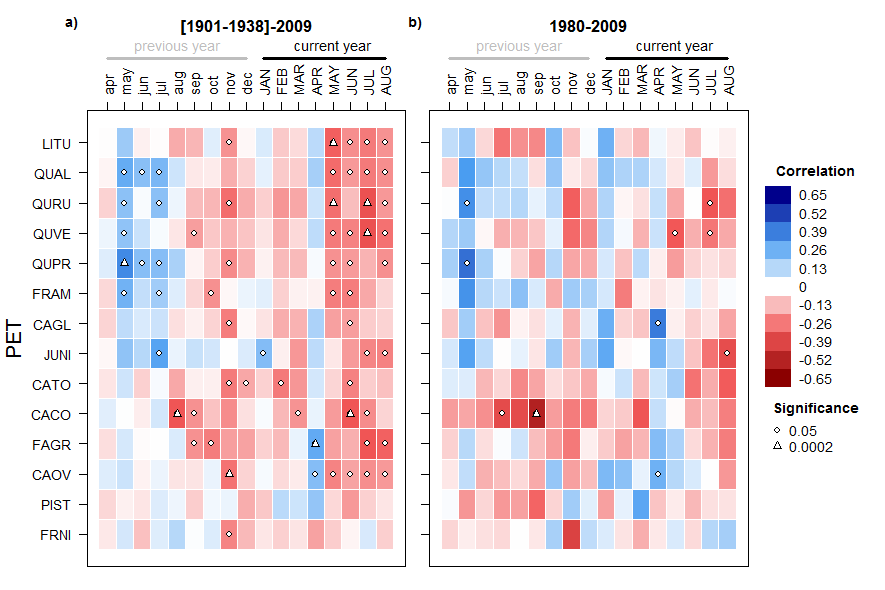 a) [1901-1938]-2009 b) 1980-2009
previous year current year previous year current year
apr may jun jul aug sep oct nov dec JAN FEB MAR APR MAY JUN JUL AUG apr may jun jul aug sep oct nov dec JAN FEB MAR APR MAY JUN JUL AUG
PET
LITU
QUAL
QURU
QUVE
QUPR
FRAM
CAGL
JUNI
CATO
CACO
FAGR
CAOV
PIST
FRNI
Correlation
0.65
0.52
0.39
0.26
0.13
0
-0.13
-0.26
-0.39
-0.52
-0.65
Significance
0.05
0.0002